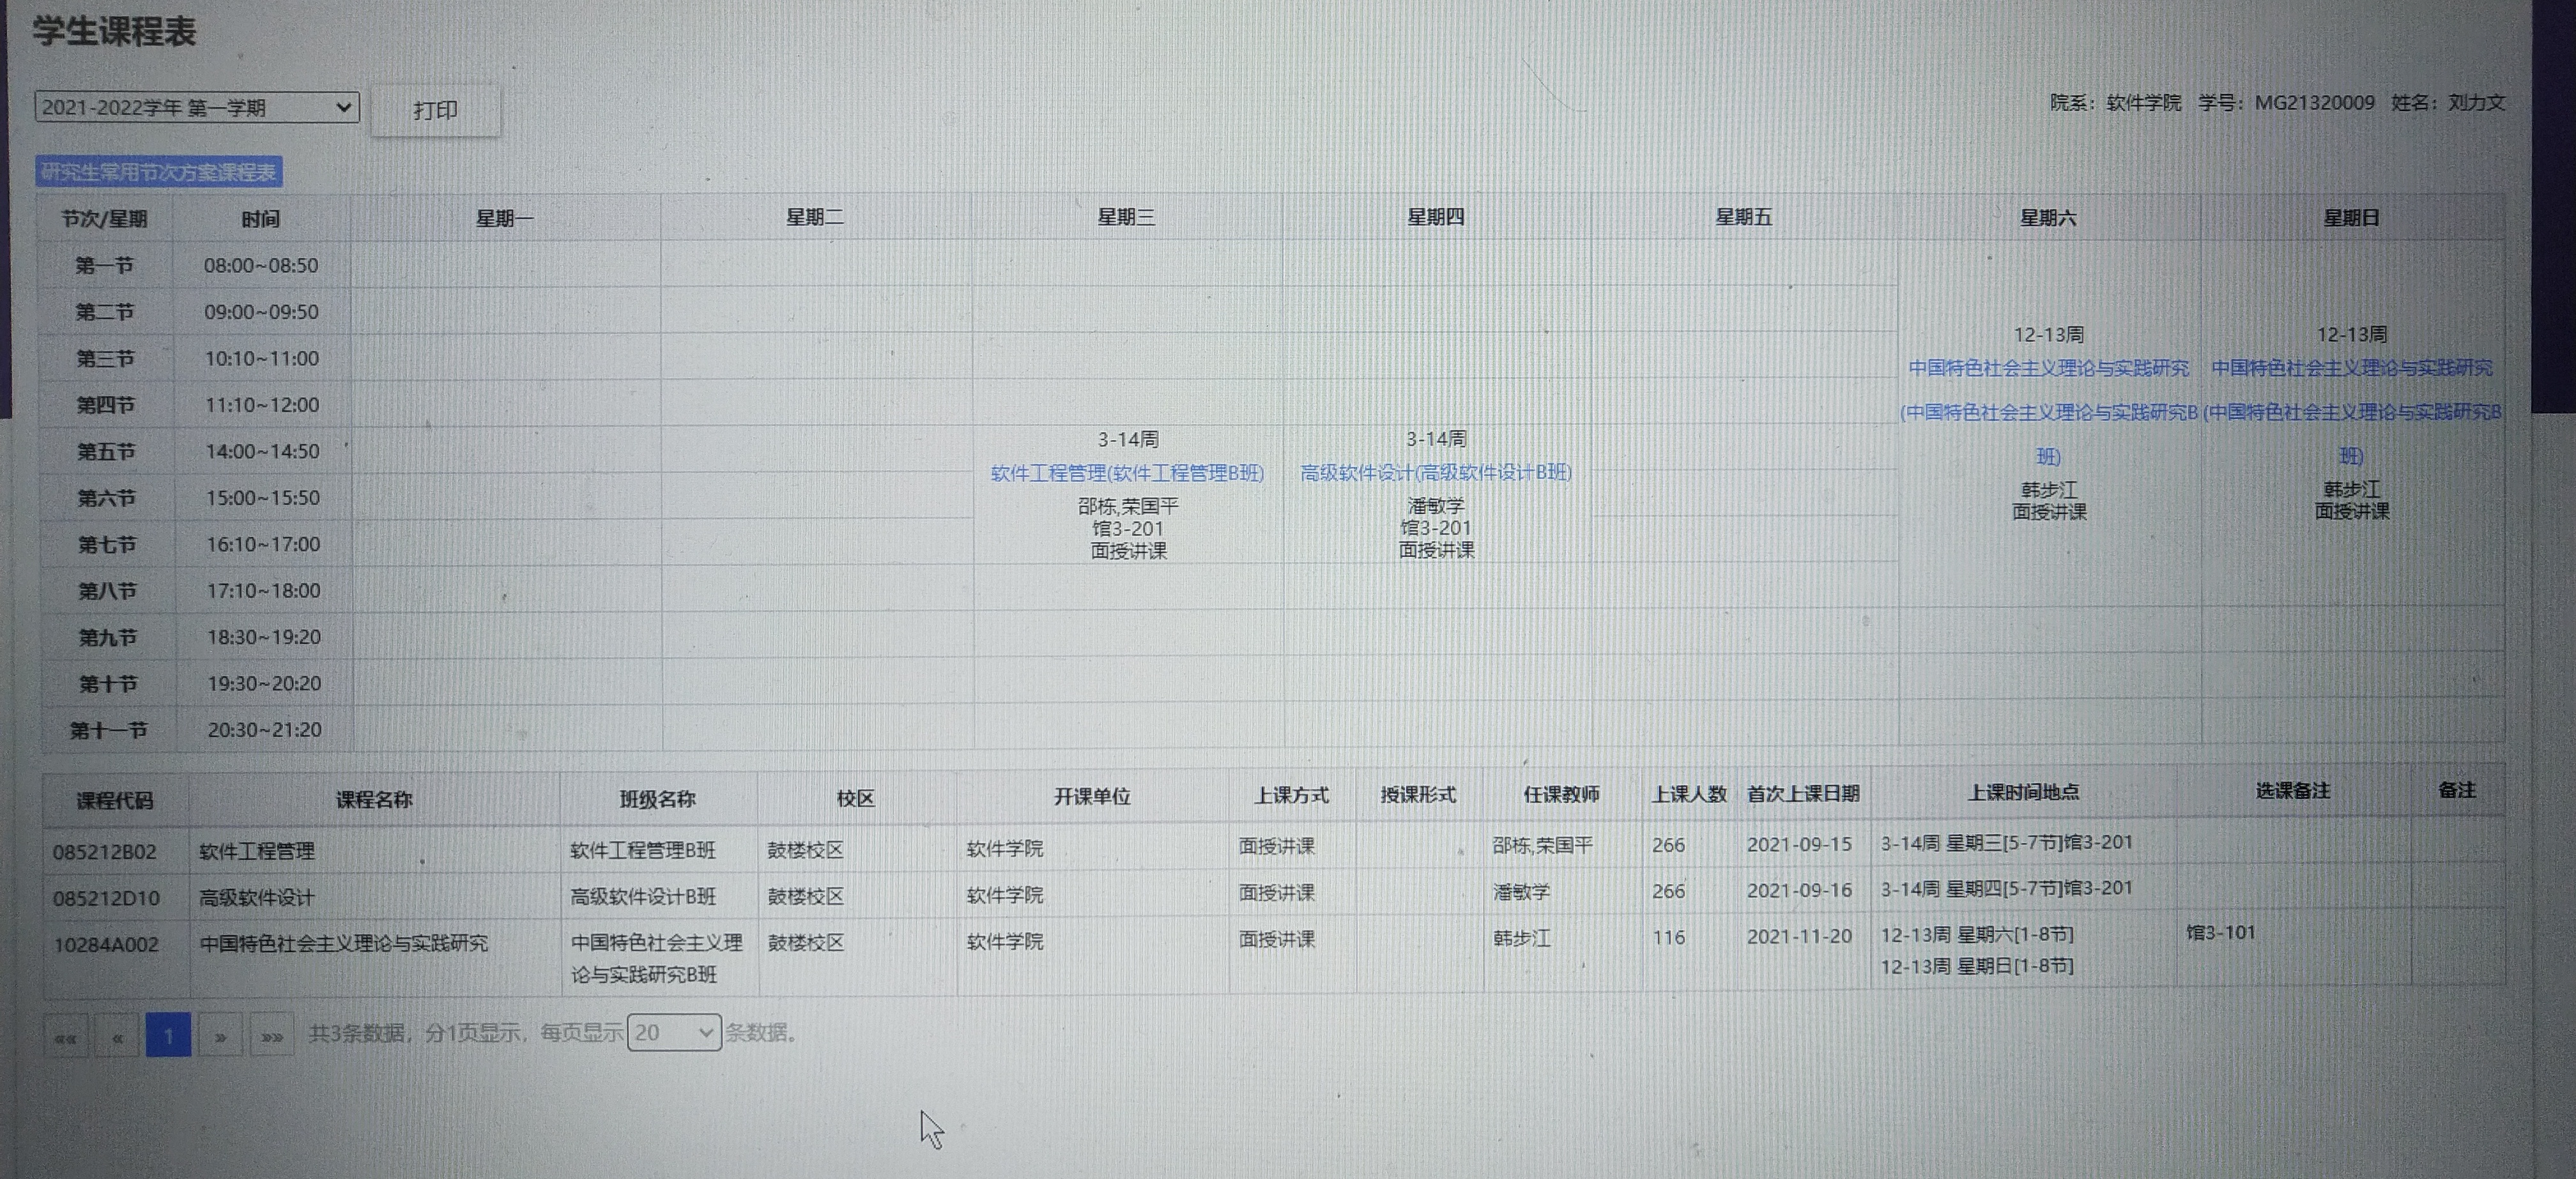 学生课程表
2021-2022学年 第一学期 打印 院系：软件学院 学号：MG21320009 姓名：刘力文
研究生常用节次方案课程表
节次/星期 时间 星期一 星期二 星期三 星期四 星期五 星期六 星期日
第一节 08:00~08:50
第二节 09:00~09:50
第三节 10:10~11:00
第四节 11:10~12:00
第五节 14:00~14:50
第六节 15:00~15:50
第七节 16:10~17:00
第八节 17:10~18:00
第九节 18:30~19:20
第十节 19:30~20:20
第十一节 20:30~21:20
3-14周
软件工程管理(软件工程管理B班)
邵栋,荣国平
馆3-201
面授讲课
3-14周
高级软件设计(高级软件设计B班)
潘敏学
馆3-201
面授讲课
12-13周
中国特色社会主义理论与实践研究
(中国特色社会主义理论与实践研究B
班)
韩步江
面授讲课
12-13周
中国特色社会主义理论与实践研究
(中国特色社会主义理论与实践研究B
班)
韩步江
面授讲课
课程代码 课程名称 班级名称 校区 开课单位 上课方式 授课形式 任课教师 上课人数 首次上课日期 上课时间地点 选课备注 备注
085212B02 软件工程管理 软件工程管理B班 鼓楼校区 软件学院 面授讲课 邵栋,荣国平 266 2021-09-15 3-14周 星期三[5-7节]馆3-201
085212D10 高级软件设计 高级软件设计B班 鼓楼校区 软件学院 面授讲课 潘敏学 266 2021-09-16 3-14周 星期四[5-7节]馆3-201
10284A002 中国特色社会主义理论与实践研究 中国特色社会主义理 鼓楼校区 软件学院 面授讲课 韩步江 116 2021-11-20 12-13周 星期六[1-8节] 馆3-101
论与实践研究B班 12-13周 星期日[1-8节]
«« « 1 » »» 共3条数据，分1页显示，每页显示 20 条数据。